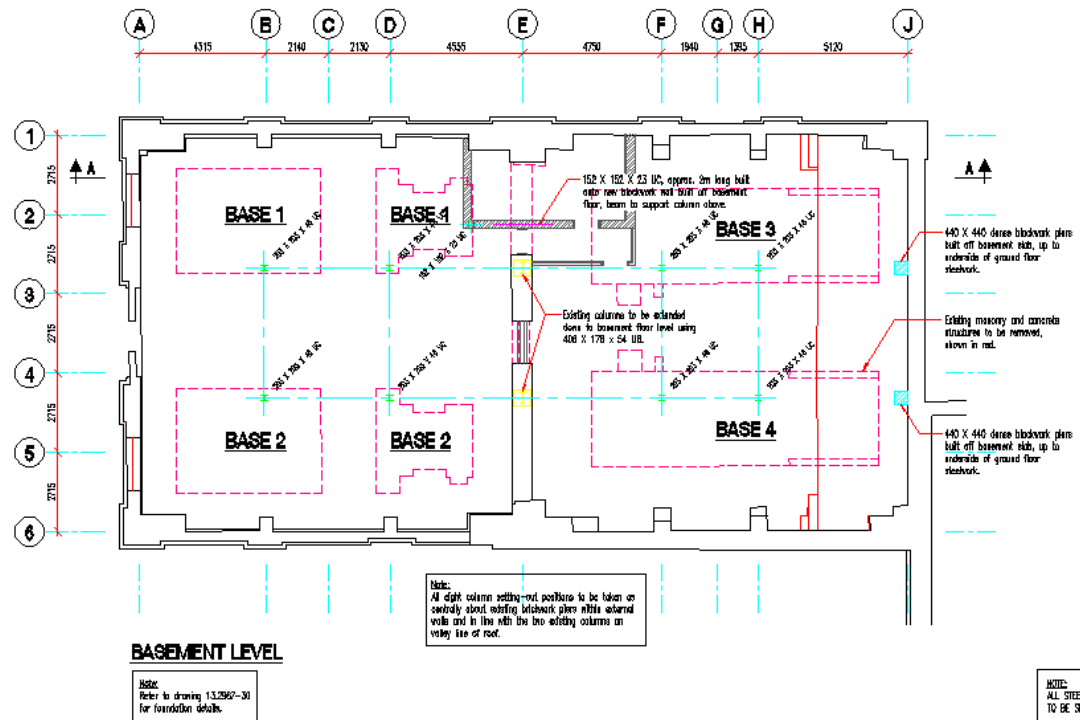 A B C D E F G H J
4315 2140 2130 4555 4750 1940 1385 5120
1
A
A
2715
2
BASE 1
BASE 1
BASE 3
152 X 152 X 23 UC, approx. 2m long built
onto new blockwork wall built off basement
floor, beam to support column above.
440 X 440 dense blockwork piers
built off basement slab, up to
underside of ground floor
steelwork.
2715
3
Existing columns to be extended
down to basement floor level using
406 X 178 x 54 UB.
Existing masonry and concrete
structures to be removed,
shown in red.
2715
4
2715
BASE 2
BASE 2
BASE 4
5
440 X 440 dense blockwork piers
built off basement slab, up to
underside of ground floor
steelwork.
2715
6
Note:
All eight column setting-out positions to be taken as
centrally about existing brickwork piers within external
walls and in line with the two existing columns on
valley line of roof.
BASEMENT LEVEL
Note:
Refer to drawing 13.2967-30
for foundation details.
NOTE:
ALL STEE
TO BE S